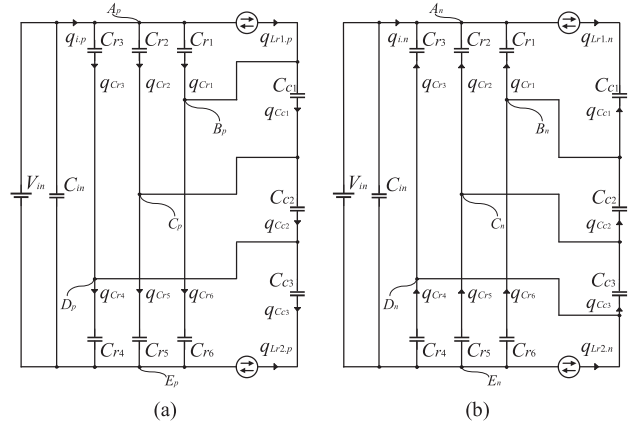 A_p A_n
q_{i.p} C_{r3} C_{r2} C_{r1} q_{Lr1.p} q_{i.n} C_{r3} C_{r2} C_{r1} q_{Lr1.n}
q_{Cr3} q_{Cr2} q_{Cr1} C_{c1} q_{Cr3} q_{Cr2} q_{Cr1} C_{c1}
q_{Cc1} q_{Cc1}
B_p B_n
V_{in} C_{in} V_{in} C_{in}
C_{c2} C_{c2}
C_p q_{Cc2} C_n q_{Cc2}
C_{c3} C_{c3}
D_p q_{Cr4} q_{Cr5} q_{Cr6} D_n q_{Cr4} q_{Cr5} q_{Cr6}
q_{Cc3} q_{Cc3}
C_{r4} C_{r5} C_{r6} q_{Lr2.p} C_{r4} C_{r5} C_{r6} q_{Lr2.n}
E_p E_n
(a) (b)